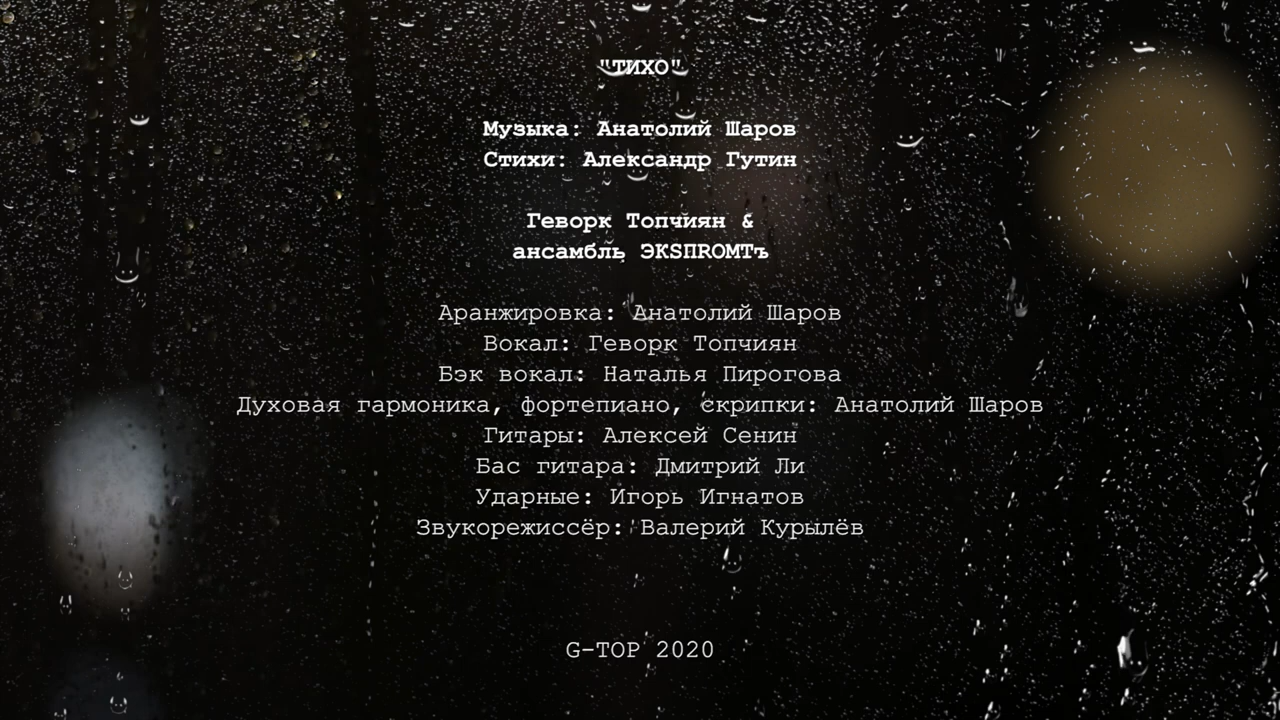 "ТИХО"
Музыка: Анатолий Шаров
Стихи: Александр Гутин
Геворк Топчиян &
ансамбль ЭКSПROMTъ
Аранжировка: Анатолий Шаров
Вокал: Геворк Топчиян
Бэк вокал: Наталья Пирогова
Духовая гармоника, фортепиано, скрипки: Анатолий Шаров
Гитары: Алексей Сенин
Бас гитара: Дмитрий Ли
Ударные: Игорь Игнатов
Звукорежиссёр: Валерий Курылёв
G-TOP 2020